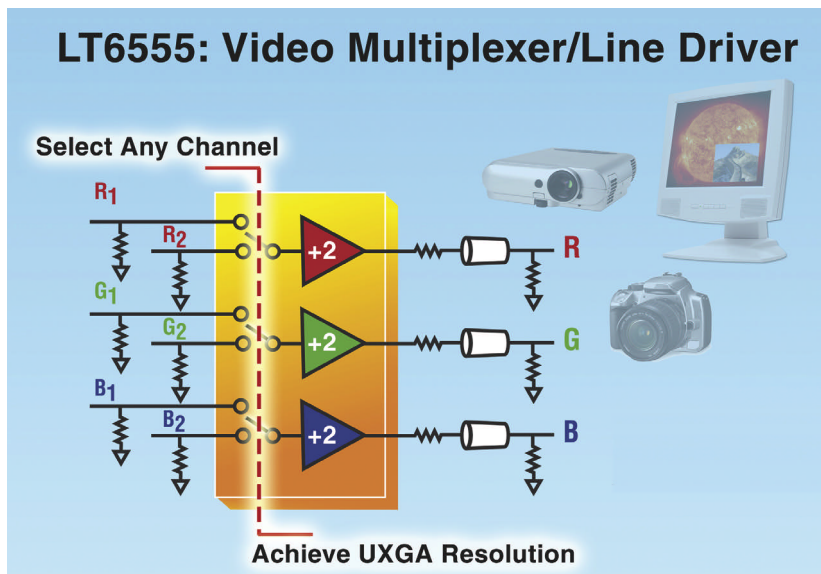 LT6555: Video Multiplexer/Line Driver
Select Any Channel
R1
R2
+2
R
G1
G2
+2
G
B1
B2
+2
B
Achieve UXGA Resolution